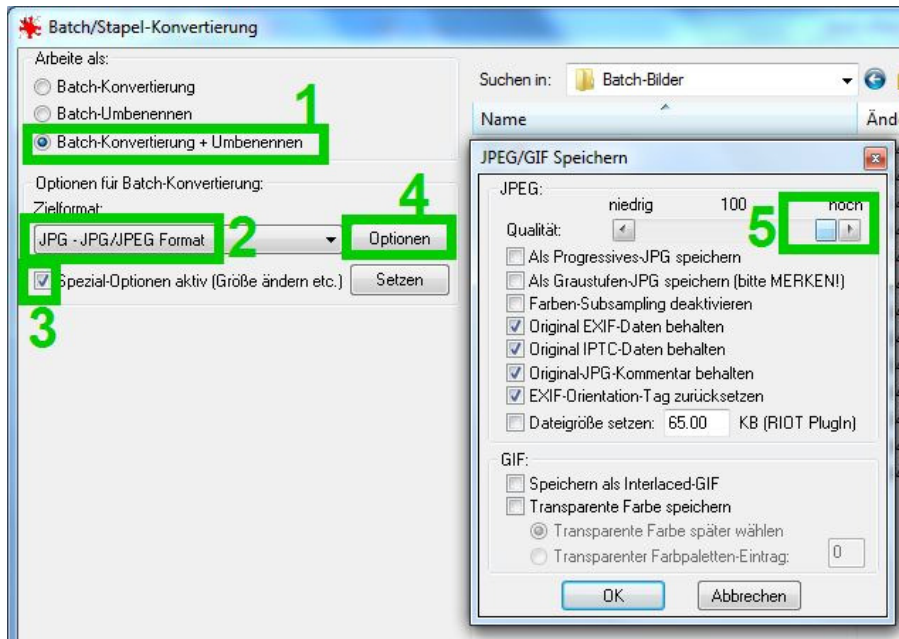 Batch/Stapel-Konvertierung
Arbeite als:
Batch-Konvertierung
Batch-Umbenennen
Batch-Konvertierung + Umbenennen
1
Optionen für Batch-Konvertierung:
Zielformat:
JPG - JPG/JPEG Format
2
Optionen
4
Spezial-Optionen aktiv (Größe ändern etc.)
Setzen
3
Suchen in:
Batch-Bilder
Name
JPEG/GIF Speichern
JPEG:
niedrig 100 hoch
Qualität:
5
Als Progressives-JPG speichern
Als Graustufen-JPG speichern (bitte MERKEN!)
Farben-Subsampling deaktivieren
Original EXIF-Daten behalten
Original IPTC-Daten behalten
Original-JPG-Kommentar behalten
EXIF-Orientation-Tag zurücksetzen
Dateigröße setzen: 65.00 KB (RIOT PlugIn)
GIF:
Speichern als Interlaced-GIF
Transparente Farbe speichern
Transparente Farbe später wählen
Transparenter Farbpaletten-Eintrag: 0
OK
Abbrechen